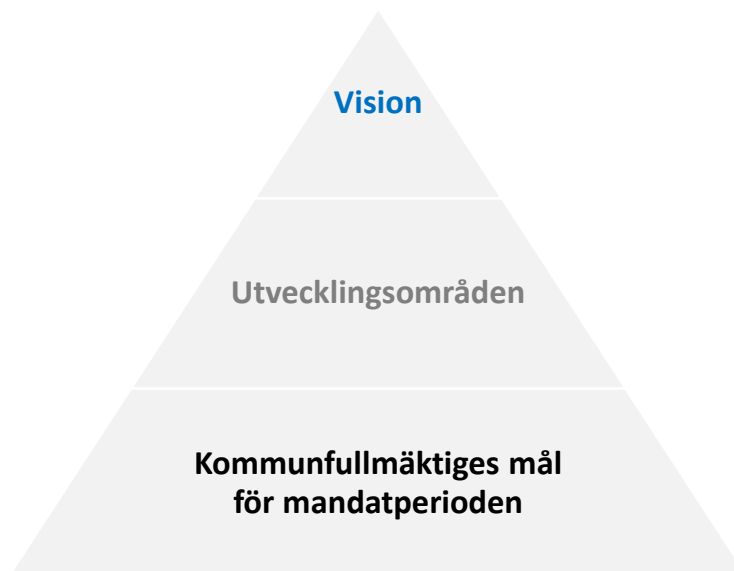 Vision
Utvecklingsområden
Kommunfullmäktiges mål
för mandatperioden